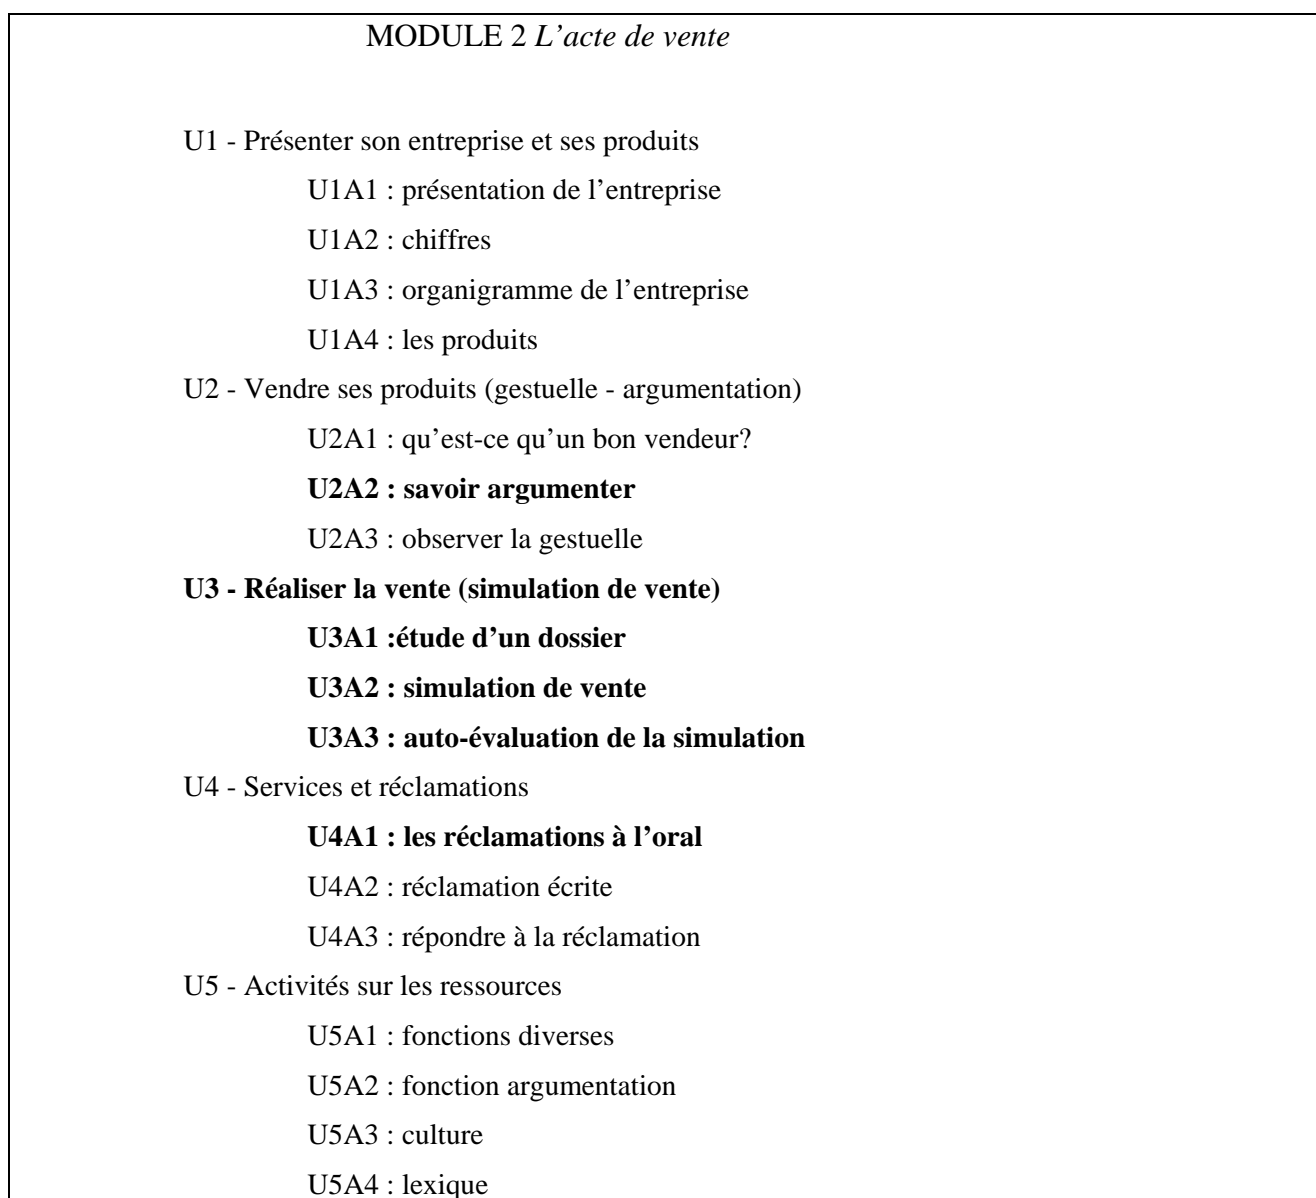 MODULE 2 L’acte de vente
U1 - Présenter son entreprise et ses produits
U1A1 : présentation de l’entreprise
U1A2 : chiffres
U1A3 : organigramme de l’entreprise
U1A4 : les produits
U2 - Vendre ses produits (gestuelle - argumentation)
U2A1 : qu’est-ce qu’un bon vendeur?
U2A2 : savoir argumenter
U2A3 : observer la gestuelle
U3 - Réaliser la vente (simulation de vente)
U3A1 :étude d’un dossier
U3A2 : simulation de vente
U3A3 : auto-évaluation de la simulation
U4 - Services et réclamations
U4A1 : les réclamations à l’oral
U4A2 : réclamation écrite
U4A3 : répondre à la réclamation
U5 - Activités sur les ressources
U5A1 : fonctions diverses
U5A2 : fonction argumentation
U5A3 : culture
U5A4 : lexique